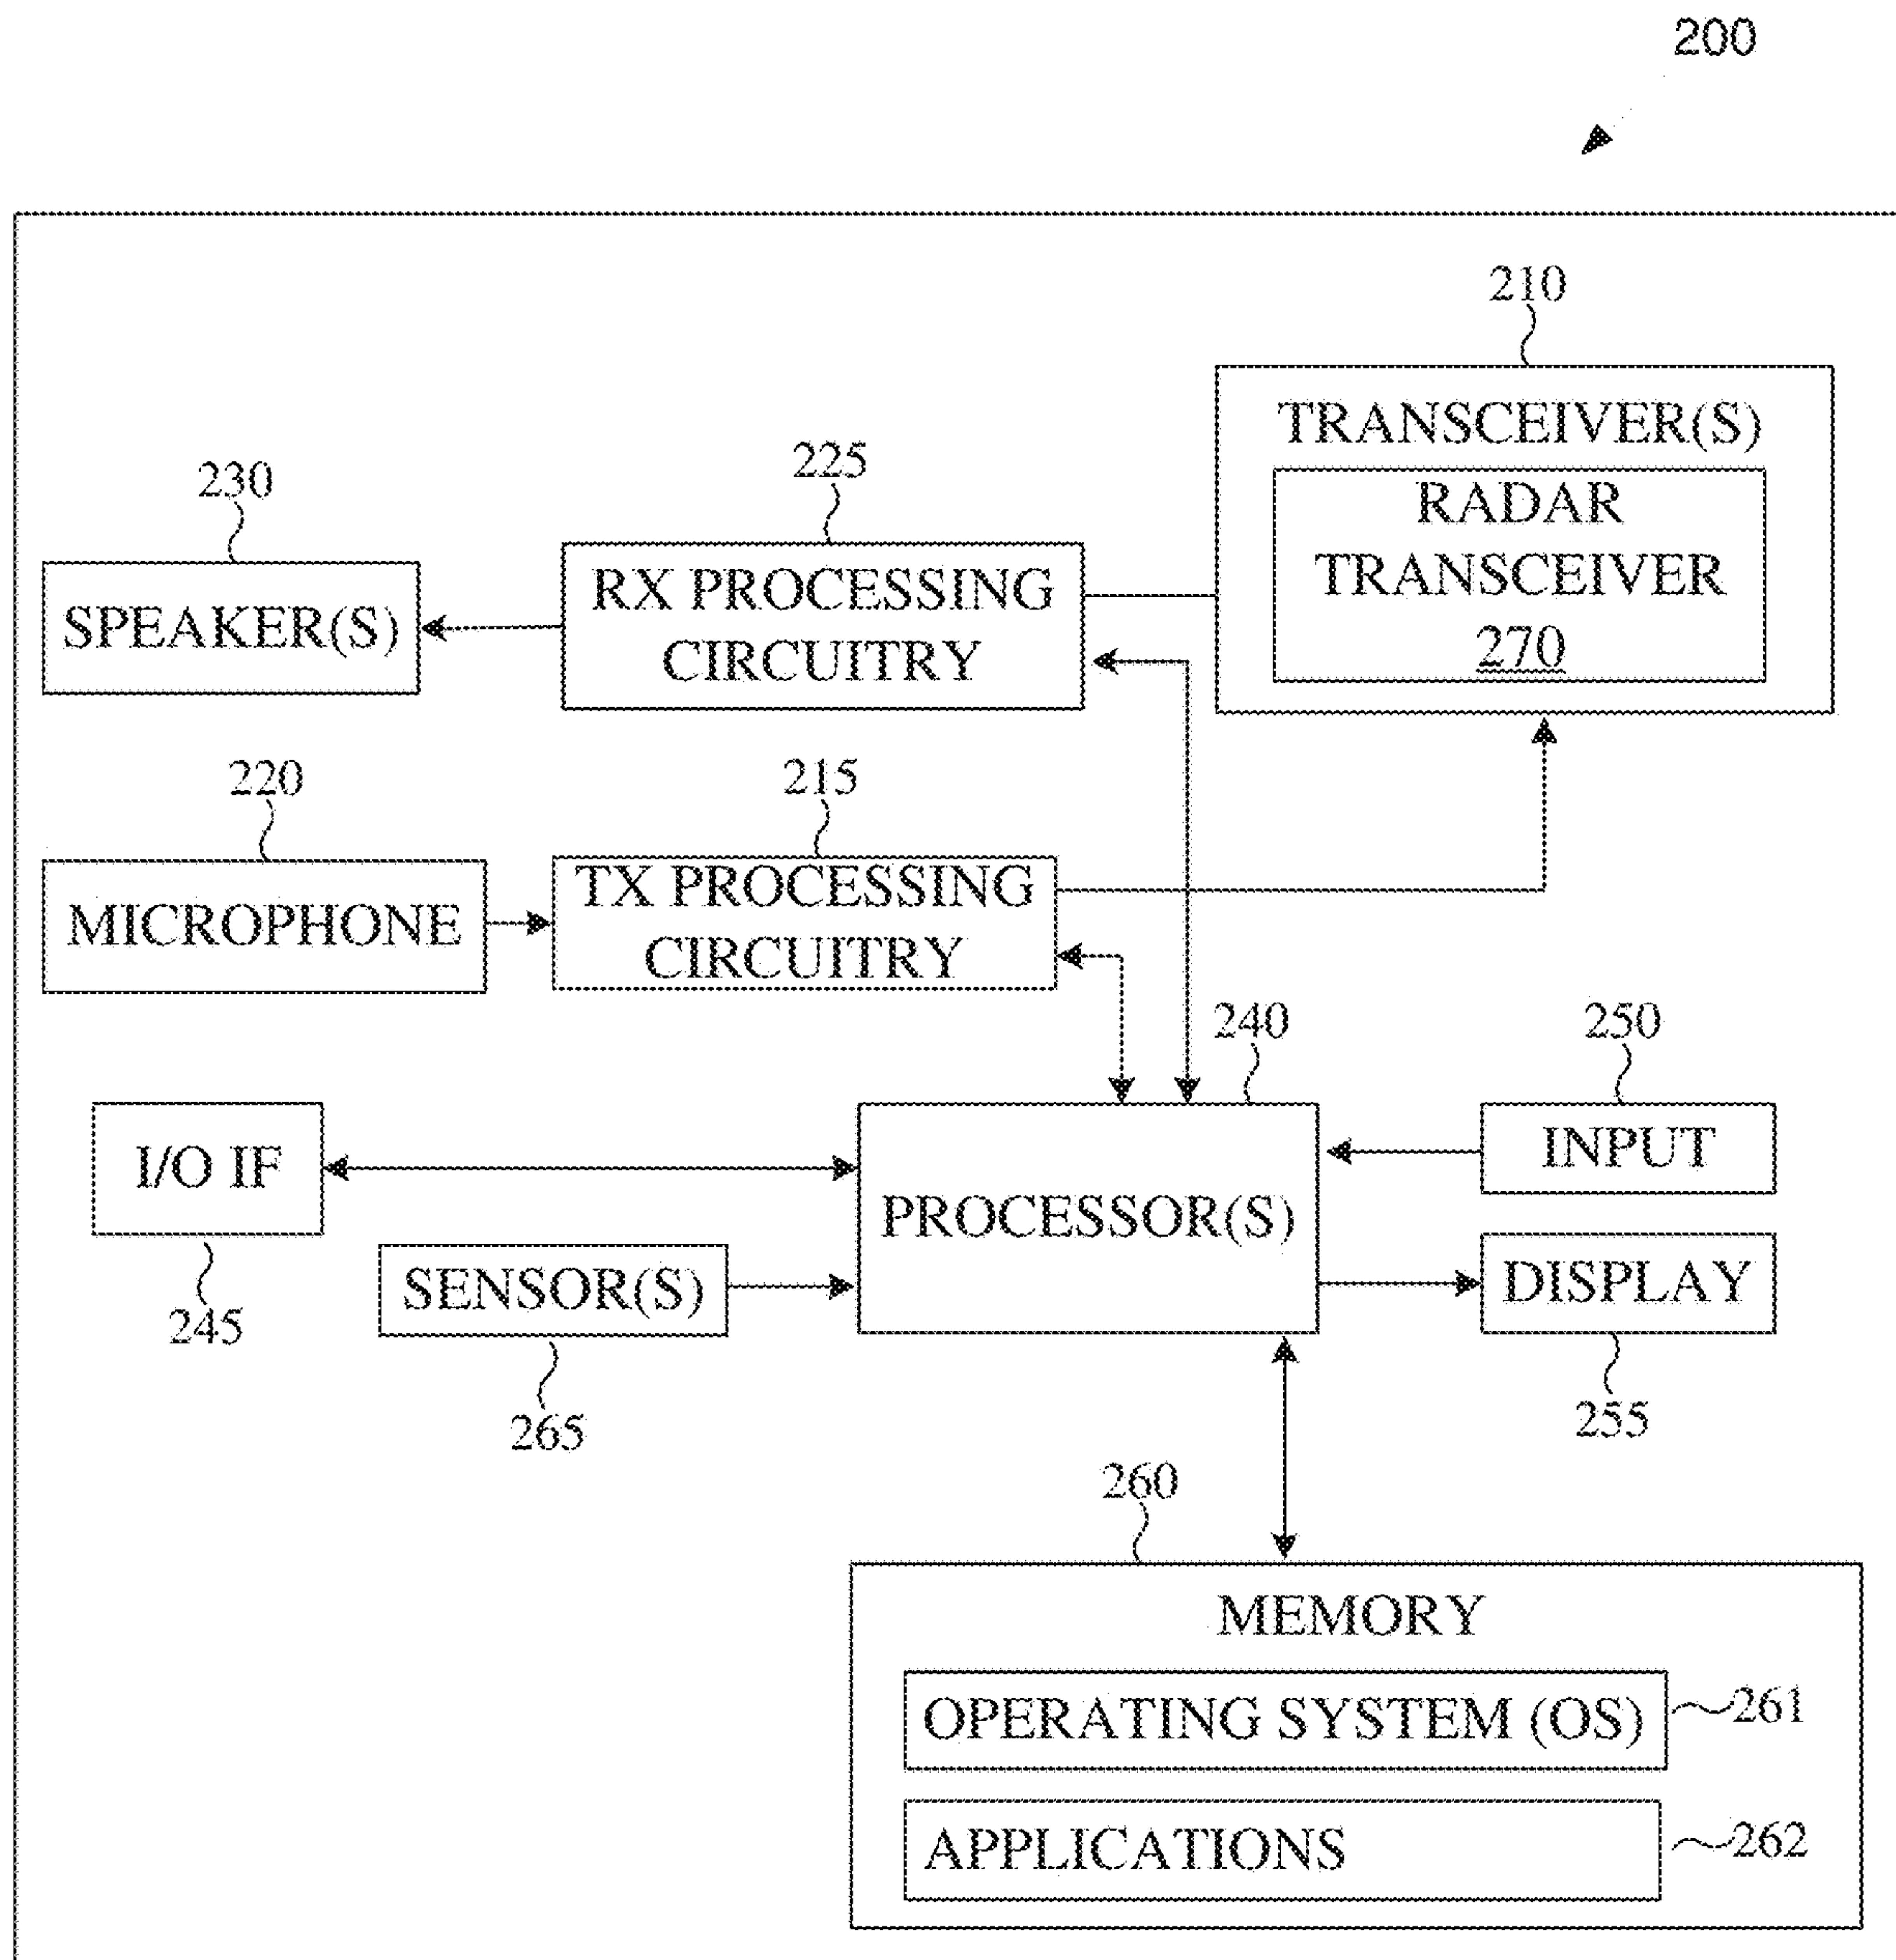 200
210
TRANSCEIVER(S)
RADAR
TRANSCEIVER
270
225
RX PROCESSING
CIRCUITRY
230
SPEAKER(S)
220
MICROPHONE
215
TX PROCESSING
CIRCUITRY
240
PROCESSOR(S)
250
INPUT
I/O IF
245
SENSOR(S)
265
DISPLAY
255
260
MEMORY
OPERATING SYSTEM (OS)
261
APPLICATIONS
262